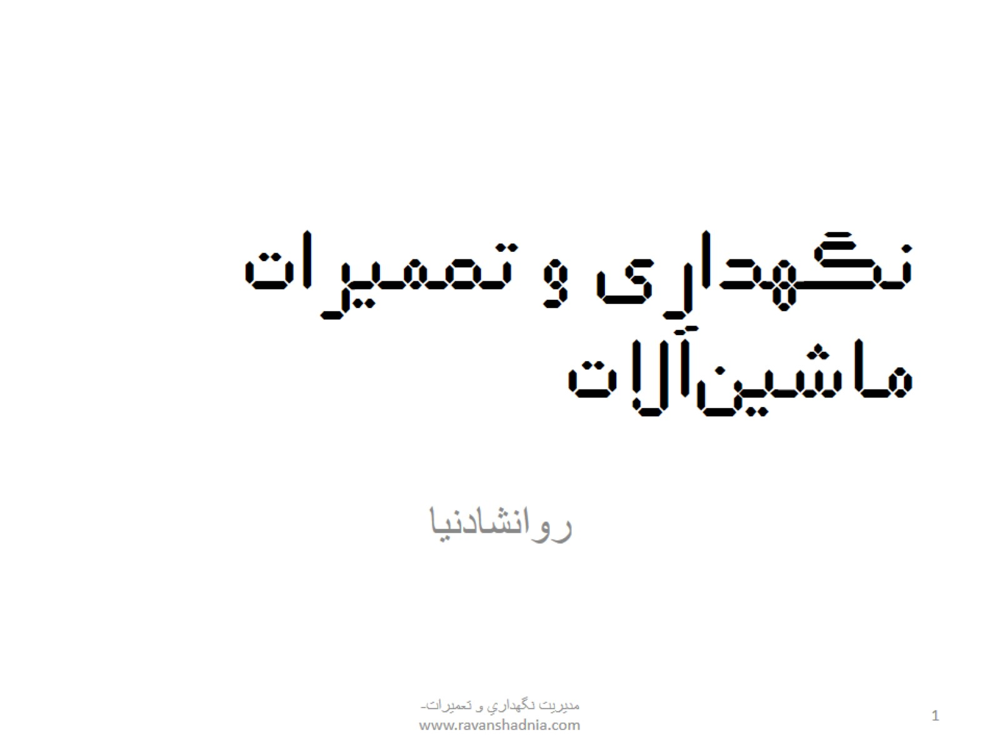 نگهداری و تعمیرات
ماشین‌آلات
روانشادنیا
مديريت نگهداري و تعميرات-
www.ravanshadnia.com
1